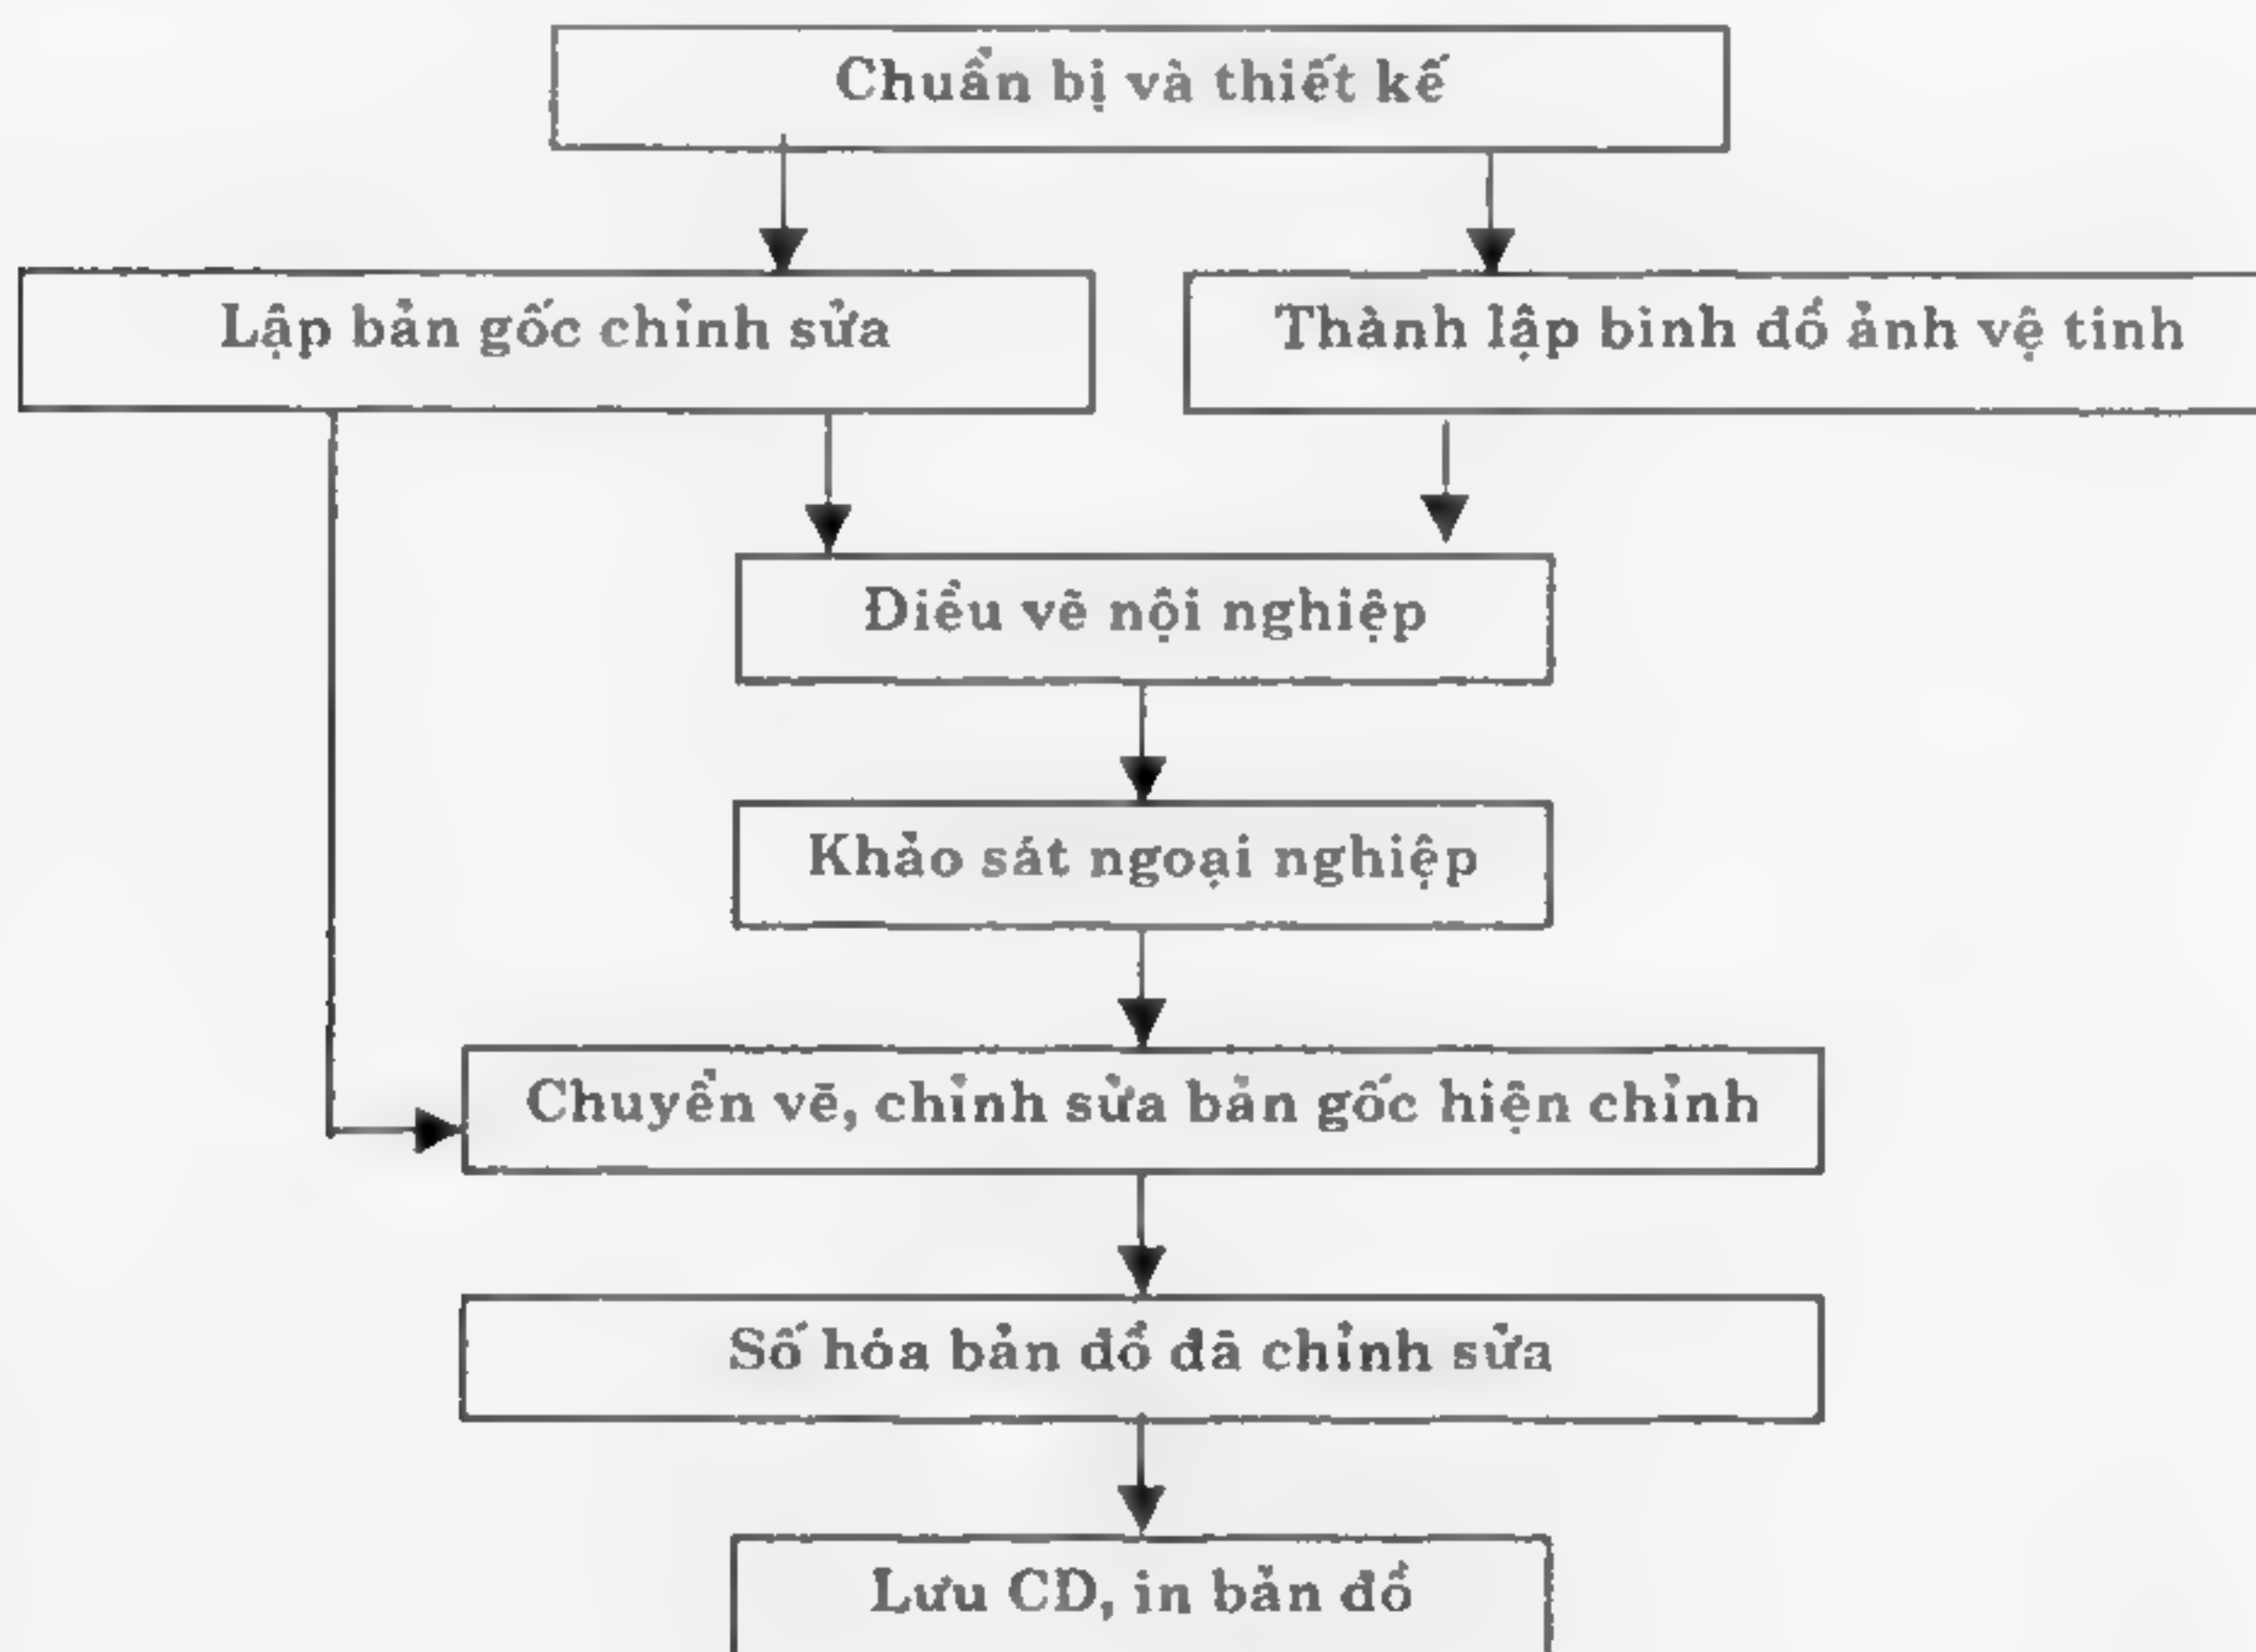 Chuẩn bị và thiết kế
Lập bản gốc chỉnh sửa
Thành lập bình đồ ảnh vệ tinh
Điều vẽ nội nghiệp
Khảo sát ngoại nghiệp
Chuyển vẽ, chỉnh sửa bản gốc hiện chỉnh
Số hóa bản đồ đã chỉnh sửa
Lưu CD, in bản đồ